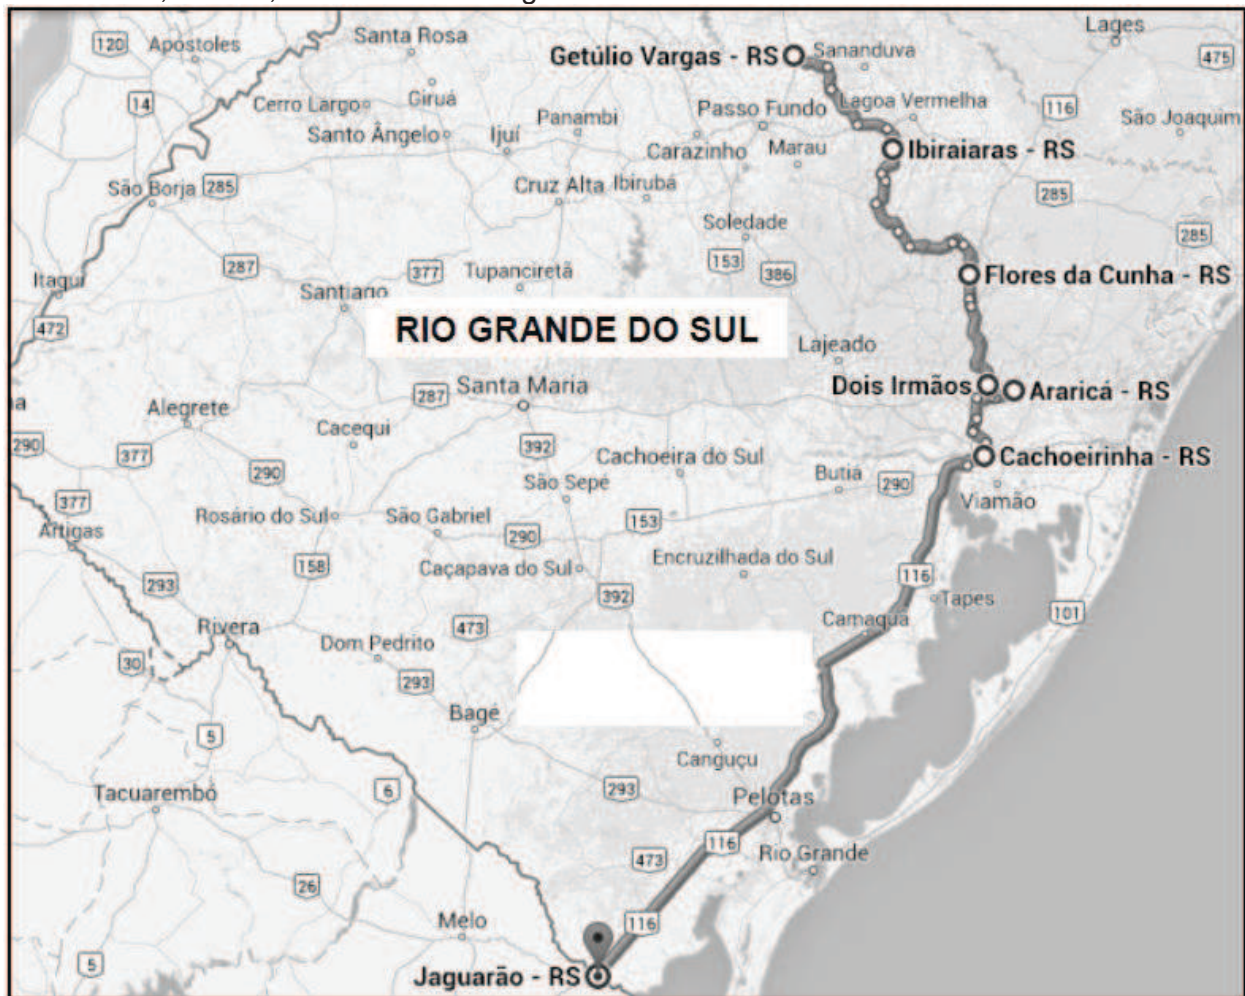 Lages
Santa Rosa
120
Apóstoles
Getúlio Vargas - RS
Sananduva
475
Giruá
14
Cerro Largo
Passo Fundo
Lagoa Vermelha
116
Panambi
São Joaquim
Santo Ângelo
Ijuí
Carazinho
Marau
Ibiraiaras - RS
São Borja
285
Cruz Alta
Ibirubá
285
Soledade
285
287
153
386
377
Tupanciretã
Flores da Cunha - RS
Itaqui
Santiago
472
RIO GRANDE DO SUL
Lajeado
Santa Maria
Dois Irmãos
Araricá - RS
287
Alegrete
Cacequi
290
377
392
Cachoeira do Sul
Cachoeirinha - RS
290
Butiá
290
São Sepé
377
Viamão
Rosário do Sul
São Gabriel
153
Artigas
290
158
Caçapava do Sul
Encruzilhada do Sul
293
116
392
Tapes
101
Rivera
473
Camaquã
Dom Pedrito
30
293
Bagé
5
Canguçu
Tacuarembó
6
293
Pelotas
116
473
Rio Grande
26
Melo
116
5
Jaguarão - RS